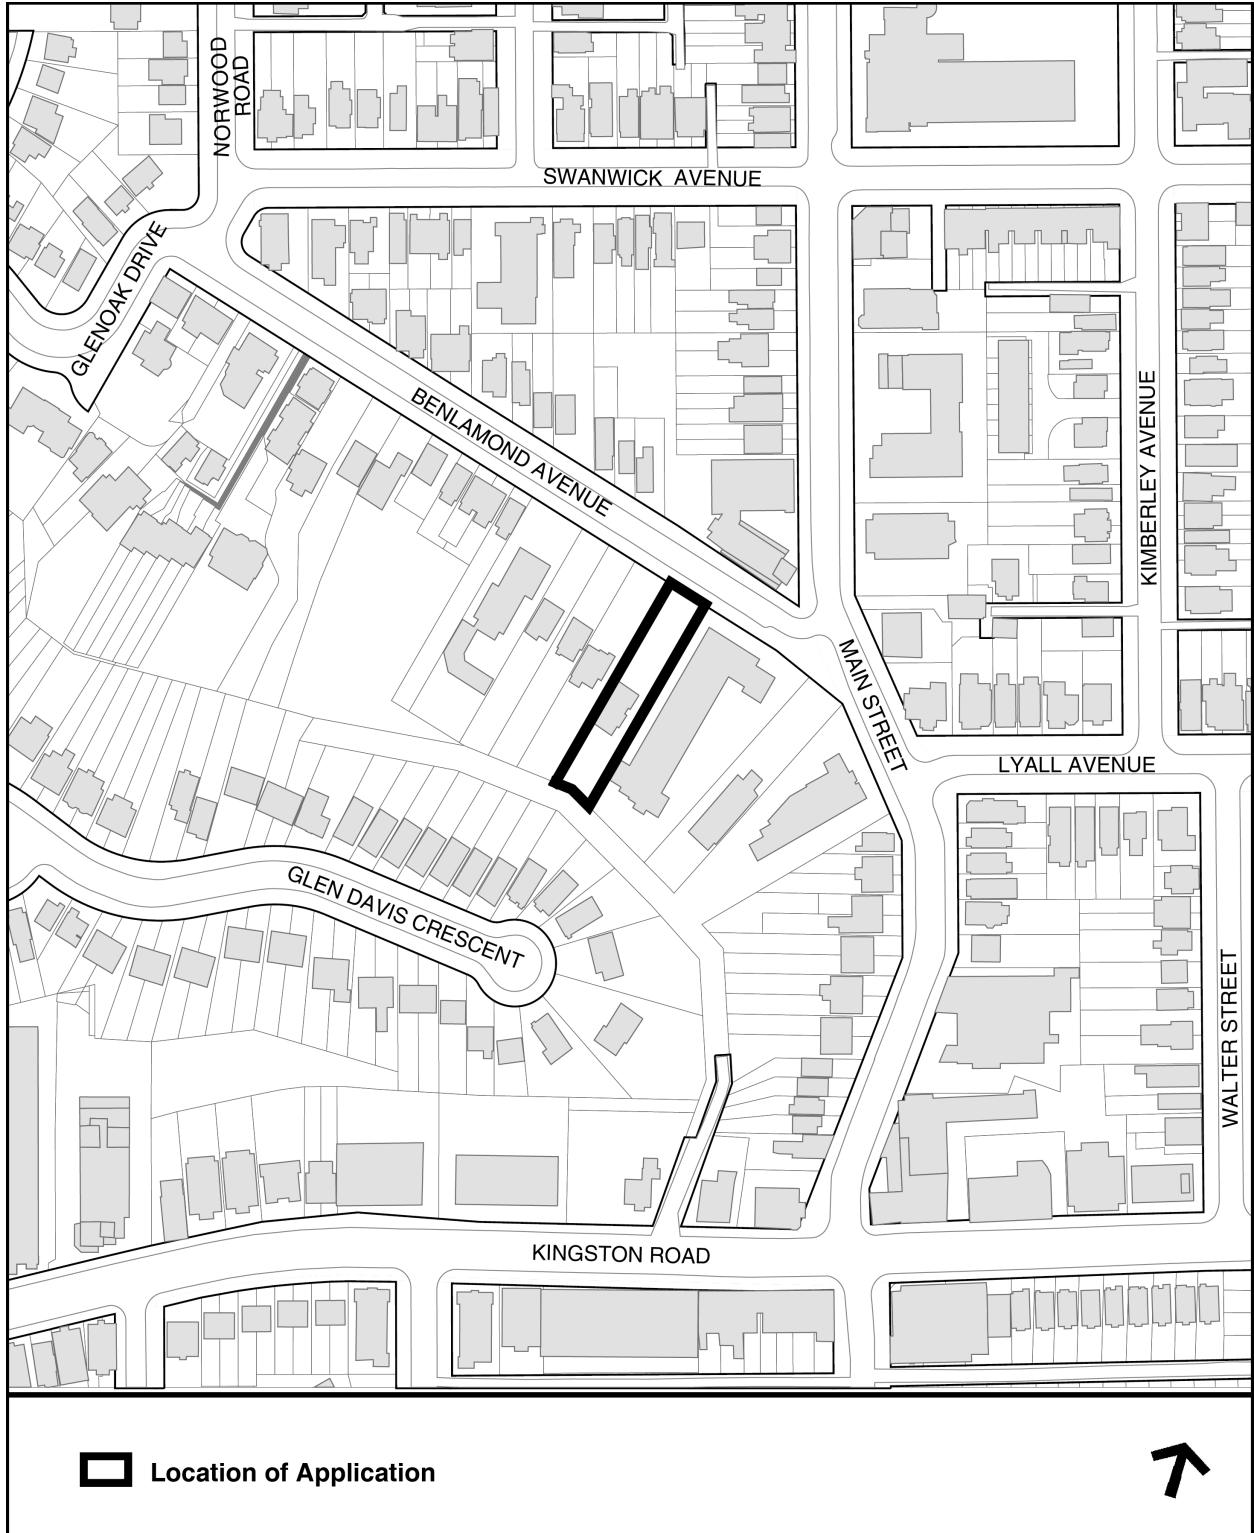 NORWOOD
ROAD
SWANWICK AVENUE
GLENOAK DRIVE
BENLAMOND AVENUE
KIMBERLEY AVENUE
MAIN STREET
LYALL AVENUE
GLEN DAVIS CRESCENT
WALTER STREET
KINGSTON ROAD
Location of Application